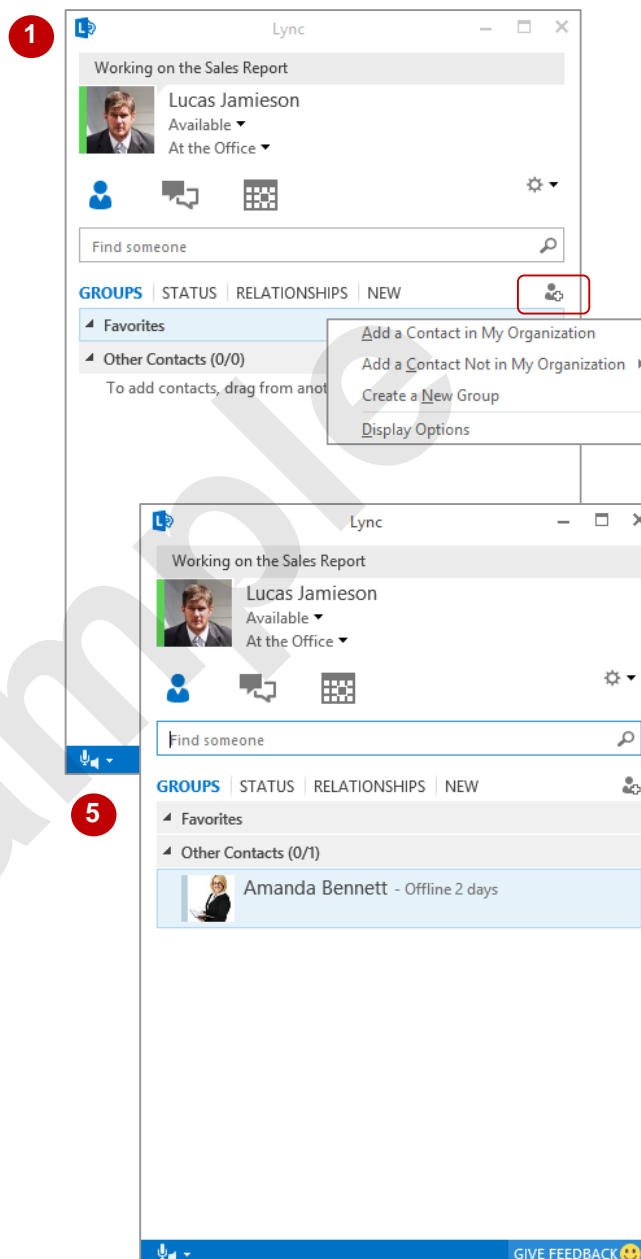 1
Lync
Working on the Sales Report
Lucas Jamieson
Available
At the Office
Find someone
GROUPS STATUS RELATIONSHIPS NEW
Favorites
Other Contacts (0/0)
To add contacts, drag from anot
Add a Contact in My Organization
Add a Contact Not in My Organization
Create a New Group
Display Options
5
Lync
Working on the Sales Report
Lucas Jamieson
Available
At the Office
Find someone
GROUPS STATUS RELATIONSHIPS NEW
Favorites
Other Contacts (0/1)
Amanda Bennett - Offline 2 days
GIVE FEEDBACK
ample